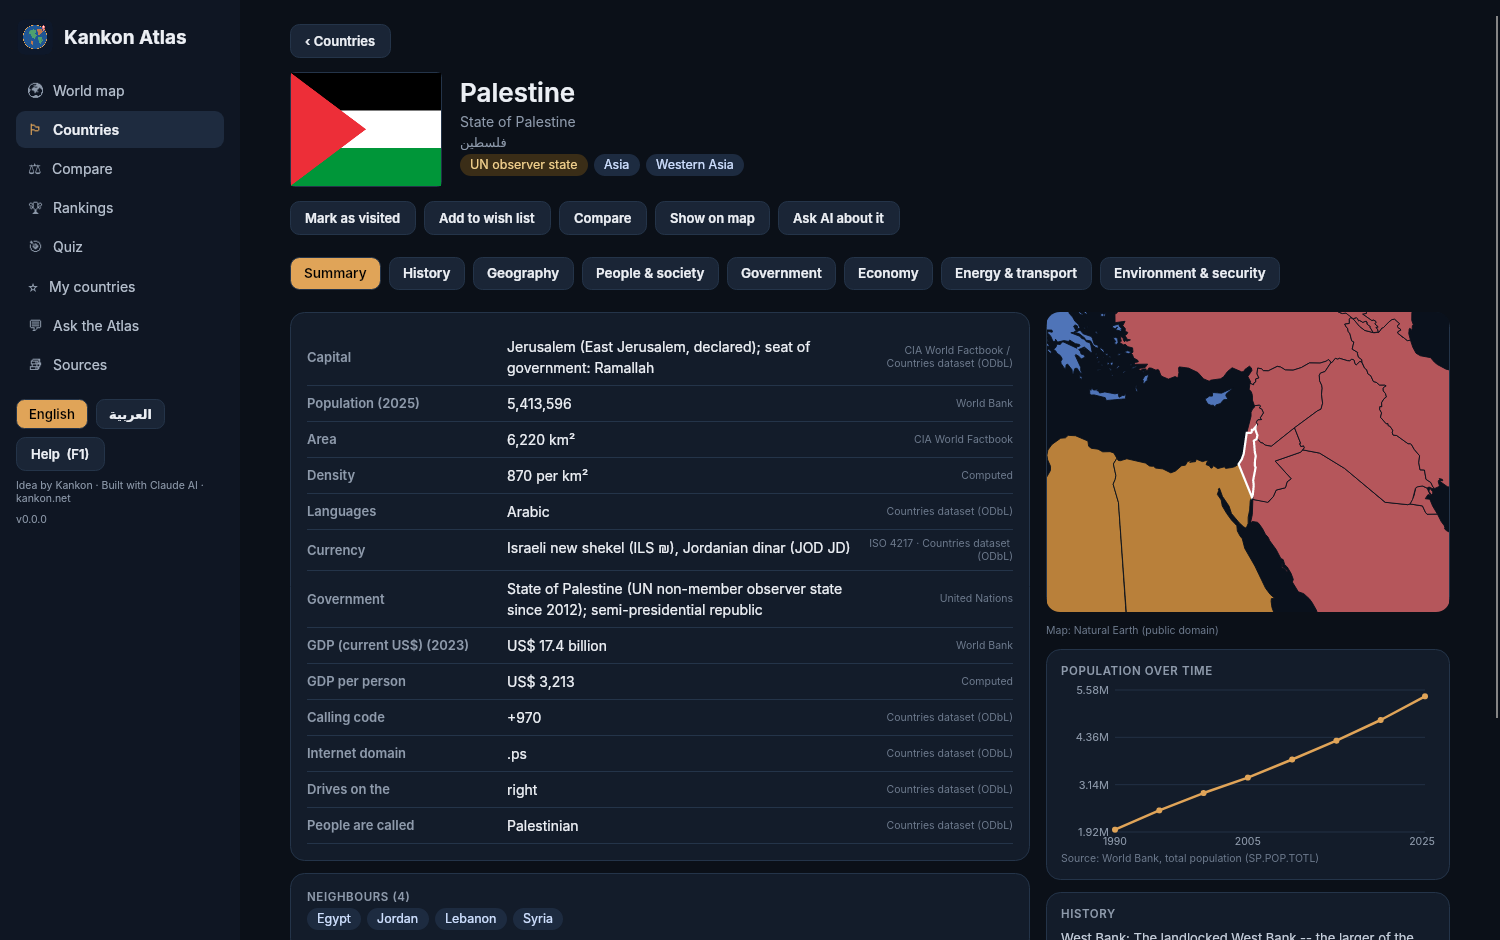 Kankon Atlas
World map
Countries
Compare
Rankings
Quiz
My countries
Ask the Atlas
Sources
English
العربية
Help (F1)
Idea by Kankon · Built with Claude AI ·
kankon.net
v0.0.0
‹ Countries
Palestine
State of Palestine
فلسطين
UN observer state
Asia
Western Asia
Mark as visited
Add to wish list
Compare
Show on map
Ask AI about it
Summary
History
Geography
People & society
Government
Economy
Energy & transport
Environment & security
Capital
Jerusalem (East Jerusalem, declared); seat of
government: Ramallah
CIA World Factbook /
Countries dataset (ODbL)
Population (2025)
5,413,596
World Bank
Area
6,220 km²
CIA World Factbook
Density
870 per km²
Computed
Languages
Arabic
Countries dataset (ODbL)
Currency
Israeli new shekel (ILS ₪), Jordanian dinar (JOD JD)
ISO 4217 · Countries dataset
(ODbL)
Government
State of Palestine (UN non-member observer state
since 2012); semi-presidential republic
United Nations
GDP (current US$) (2023)
US$ 17.4 billion
World Bank
GDP per person
US$ 3,213
Computed
Calling code
+970
Countries dataset (ODbL)
Internet domain
.ps
Countries dataset (ODbL)
Drives on the
right
Countries dataset (ODbL)
People are called
Palestinian
Countries dataset (ODbL)
NEIGHBOURS (4)
Egypt
Jordan
Lebanon
Syria
Map: Natural Earth (public domain)
POPULATION OVER TIME
5.58M
4.36M
3.14M
1.92M
1990
2005
2025
Source: World Bank, total population (SP.POP.TOTL)
HISTORY
West Bank: The landlocked West Bank -- the larger of the